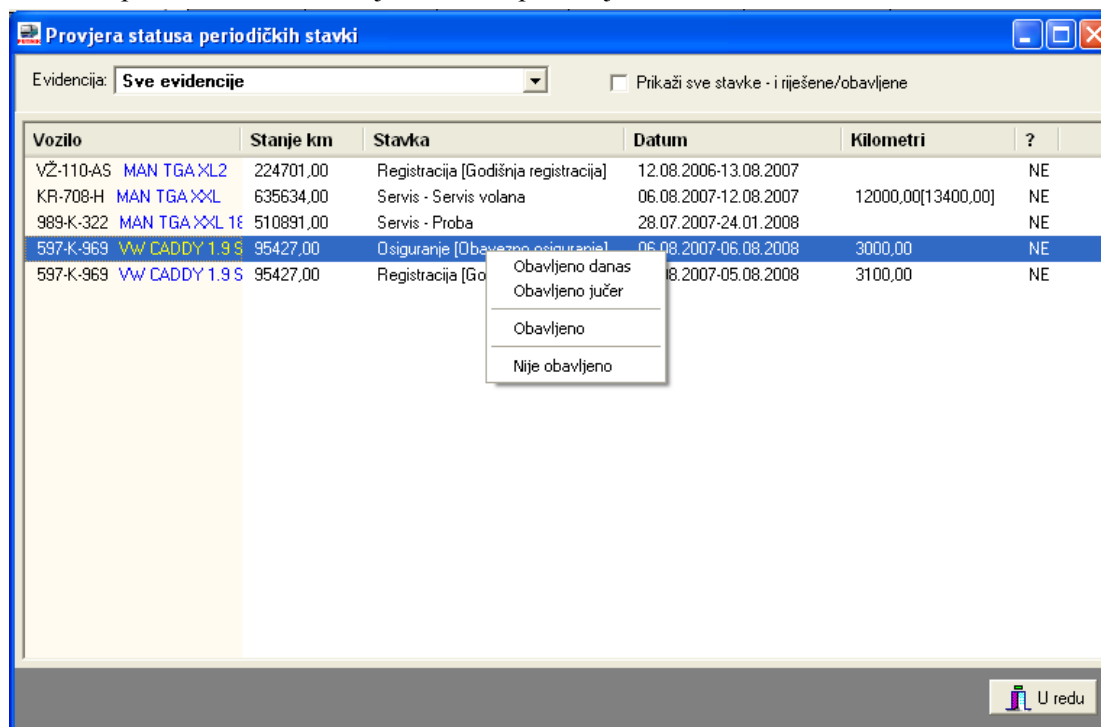 Provjera statusa periodičkih stavki
Evidencija: Sve evidencije Prikaži sve stavke - i riješene/obavljene
Vozilo Stanje km Stavka Datum Kilometri ?
VŽ-110-AS MAN TGA XL2 224701,00 Registracija [Godišnja registracija] 12.08.2006-13.08.2007 NE
KR-708-H MAN TGA XXL 635634,00 Servis - Servis volana 06.08.2007-12.08.2007 12000,00[13400,00] NE
989-K-322 MAN TGA XXL 18 510891,00 Servis - Proba 28.07.2007-24.01.2008 NE
597-K-969 VW CADDY 1.9 S 95427,00 Osiguranje [Obavezno osiguranje] 06.08.2007-06.08.2008 3000,00 NE
597-K-969 VW CADDY 1.9 S 95427,00 Registracija [Go 8.2007-05.08.2008 3100,00 NE
Obavljeno danas
Obavljeno jučer
Obavljeno
Nije obavljeno
U redu